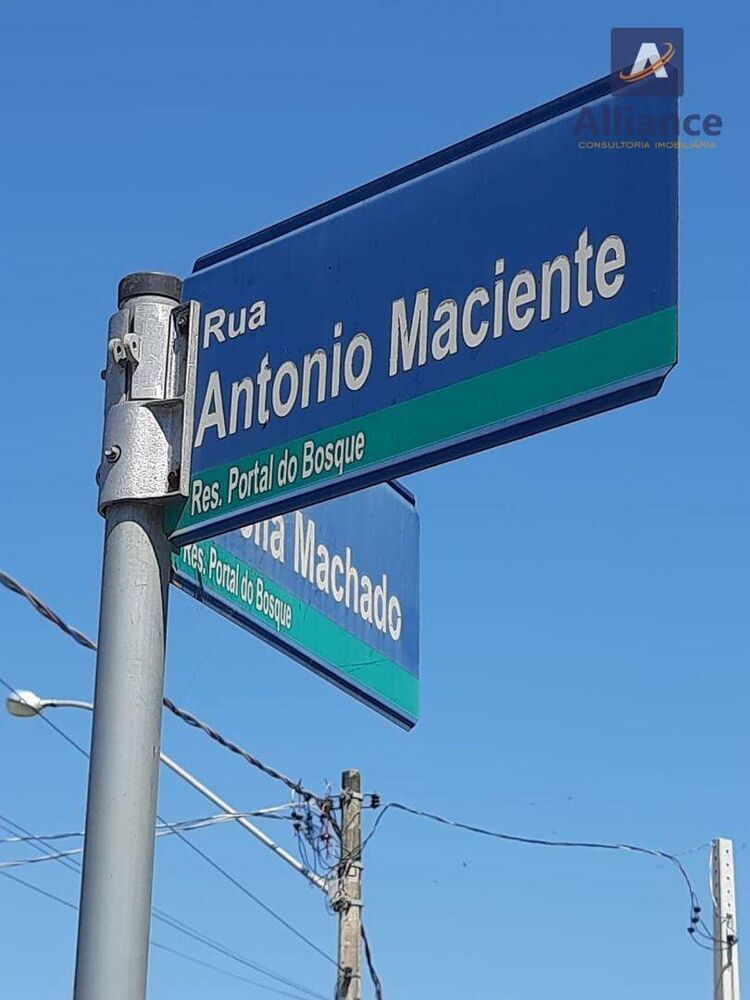 Alliance
CONSULTORIA IMOBILIÁRIA
Rua
Antonio Maciente
Res. Portal do Bosque
Machado
Res. Portal do Bosque